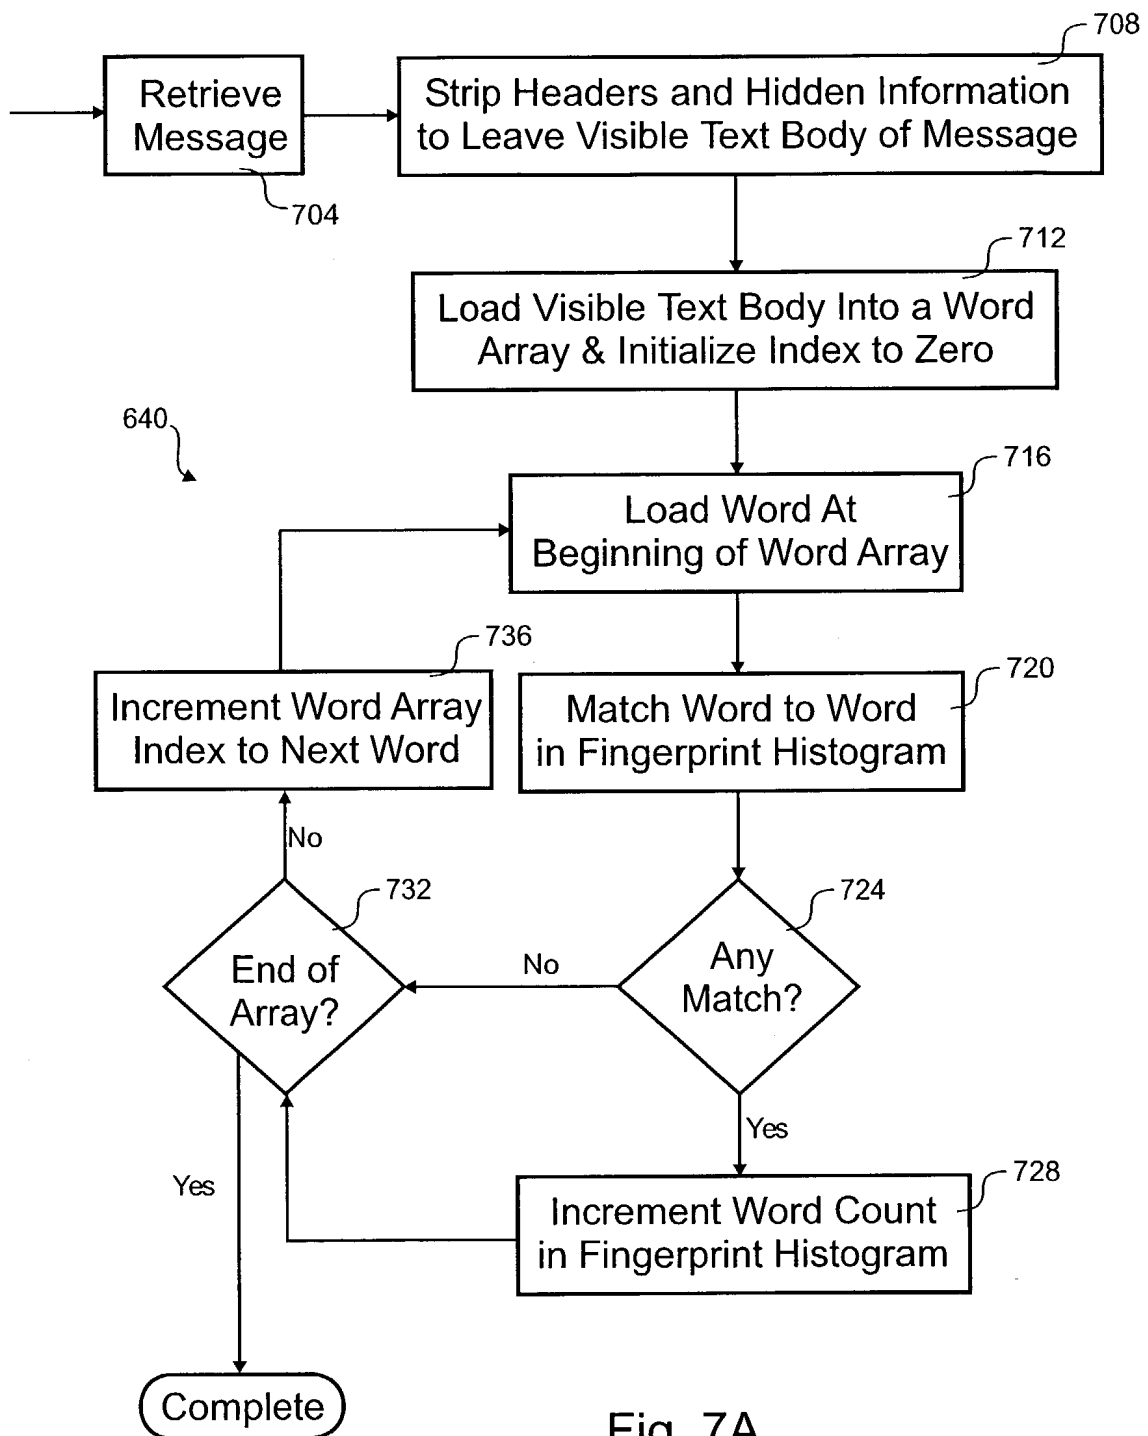 708
Retrieve
Message
704
Strip Headers and Hidden Information
to Leave Visible Text Body of Message
712
Load Visible Text Body Into a Word
Array & Initialize Index to Zero
640
716
Load Word At
Beginning of Word Array
736
Increment Word Array
Index to Next Word
720
Match Word to Word
in Fingerprint Histogram
No
732
End of
Array?
No
724
Any
Match?
Yes
Yes
728
Increment Word Count
in Fingerprint Histogram
Complete
Fig. 7A